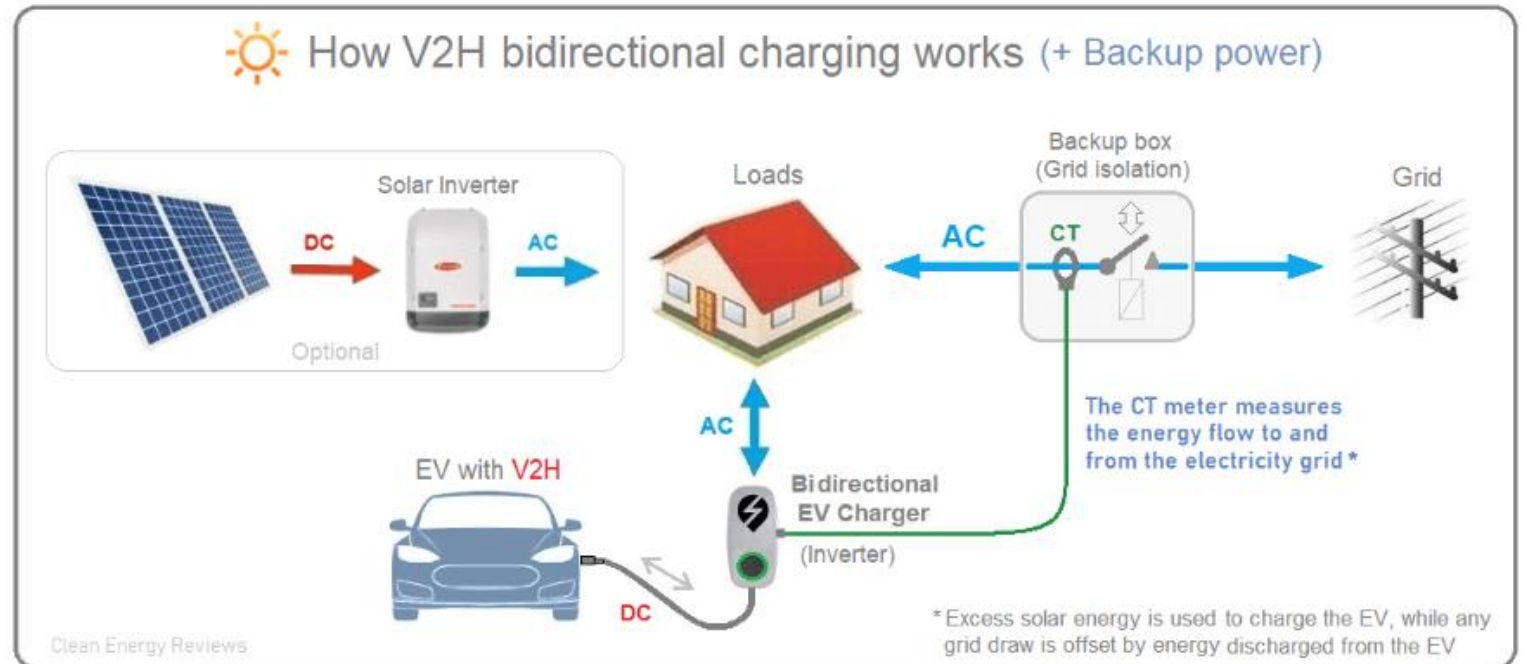 How V2H bidirectional charging works (+ Backup power)
Solar Inverter
DC
AC
Optional
Loads
Backup box
(Grid isolation)
AC
CT
Grid
The CT meter measures
the energy flow to and
from the electricity grid *
AC
EV with V2H
Bidirectional
EV Charger
(Inverter)
DC
* Excess solar energy is used to charge the EV, while any
grid draw is offset by energy discharged from the EV
Clean Energy Reviews